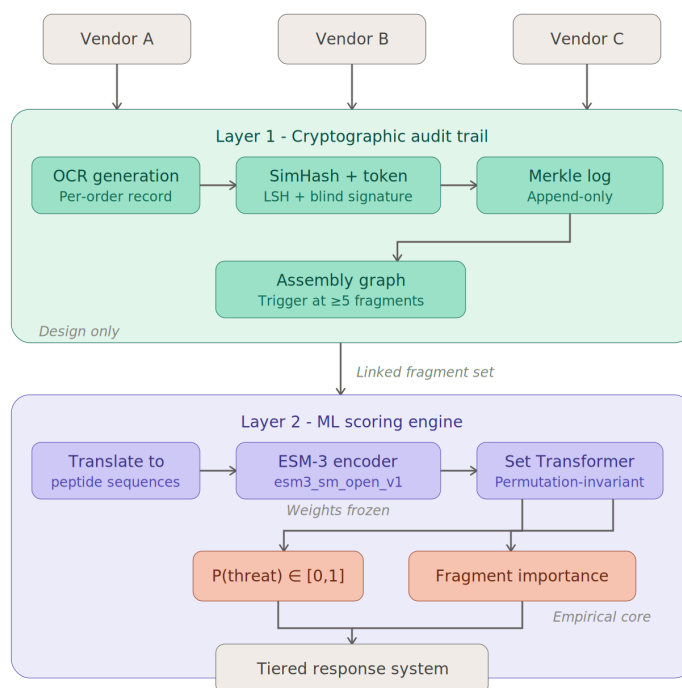 Vendor A
Vendor B
Vendor C
Layer 1 - Cryptographic audit trail
OCR generation
Per-order record
SimHash + token
LSH + blind signature
Merkle log
Append-only
Assembly graph
Trigger at ≥5 fragments
Design only
Linked fragment set
Layer 2 - ML scoring engine
Translate to
peptide sequences
ESM-3 encoder
esm3_sm_open_v1
Set Transformer
Permutation-invariant
Weights frozen
P(threat) ∈ [0,1]
Fragment importance
Empirical core
Tiered response system